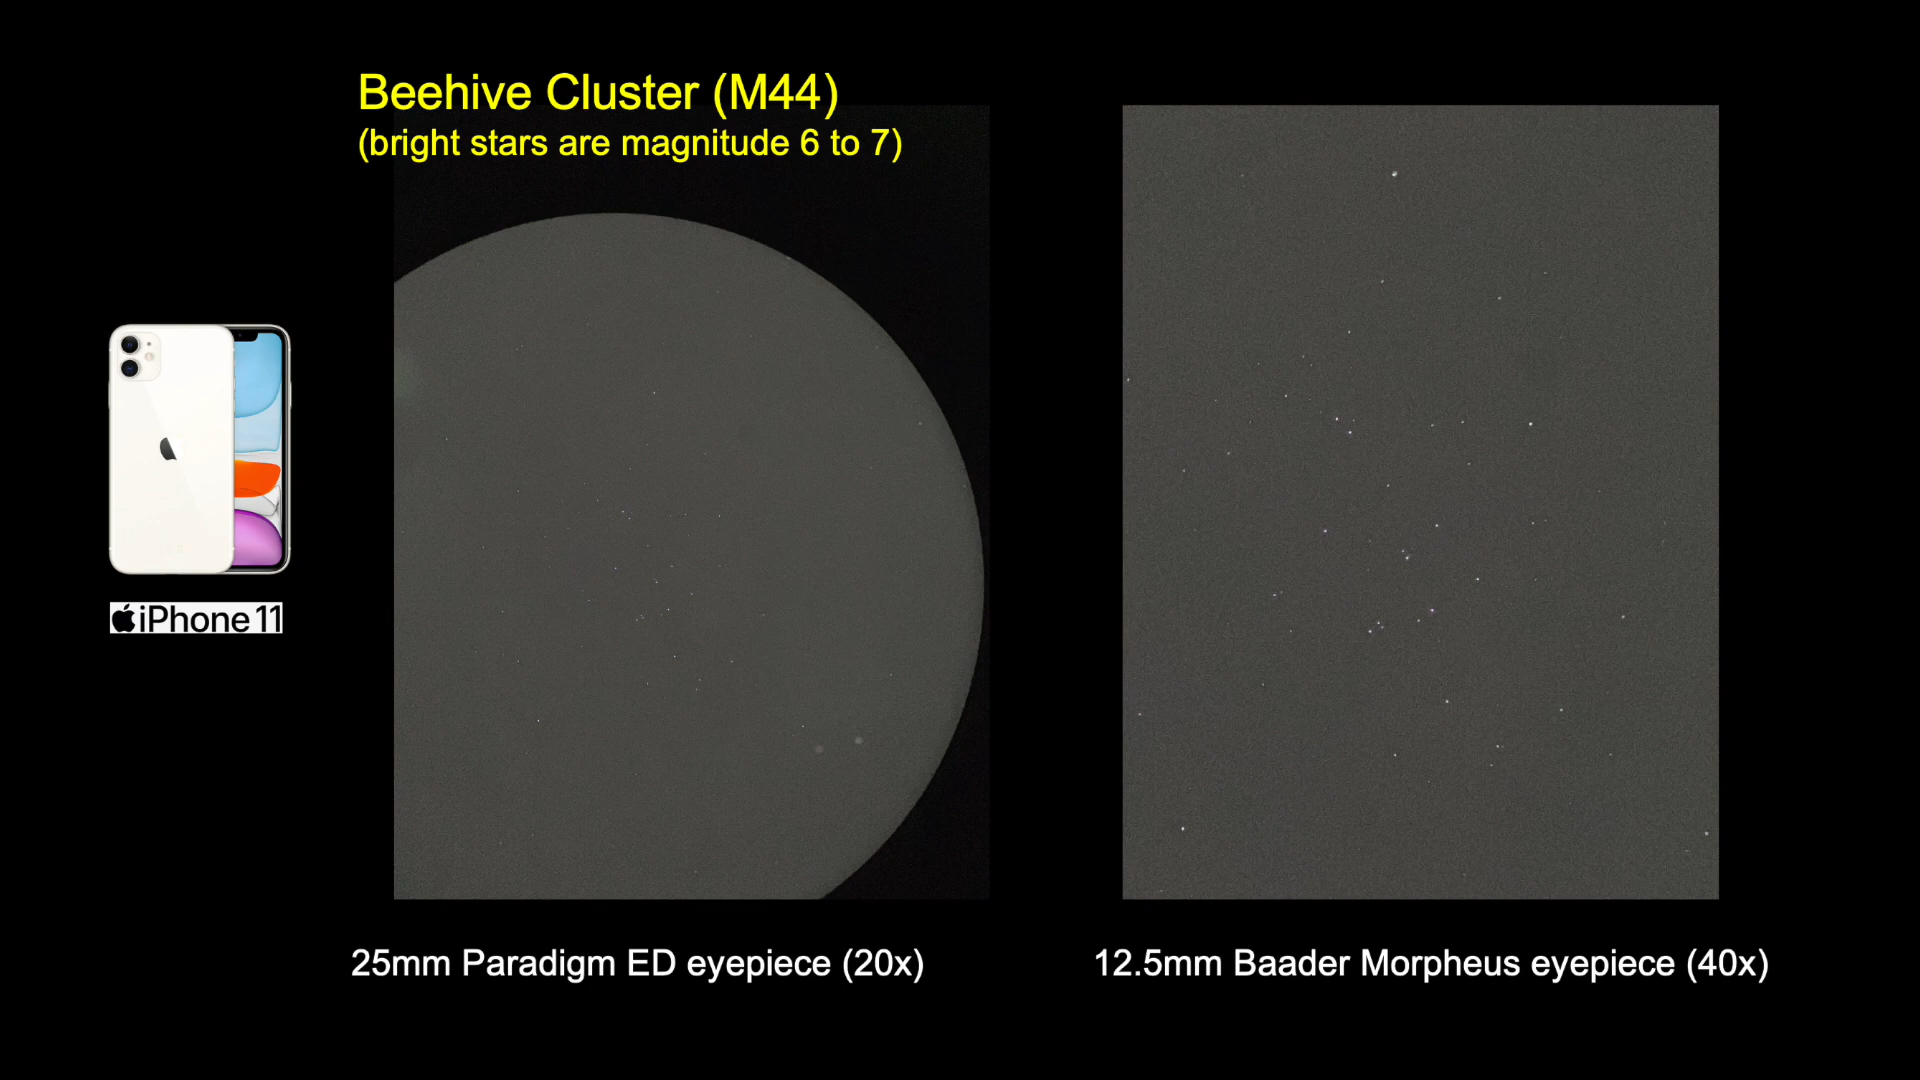 Beehive Cluster (M44)
(bright stars are magnitude 6 to 7)
iPhone 11
25mm Paradigm ED eyepiece (20x)
12.5mm Baader Morpheus eyepiece (40x)